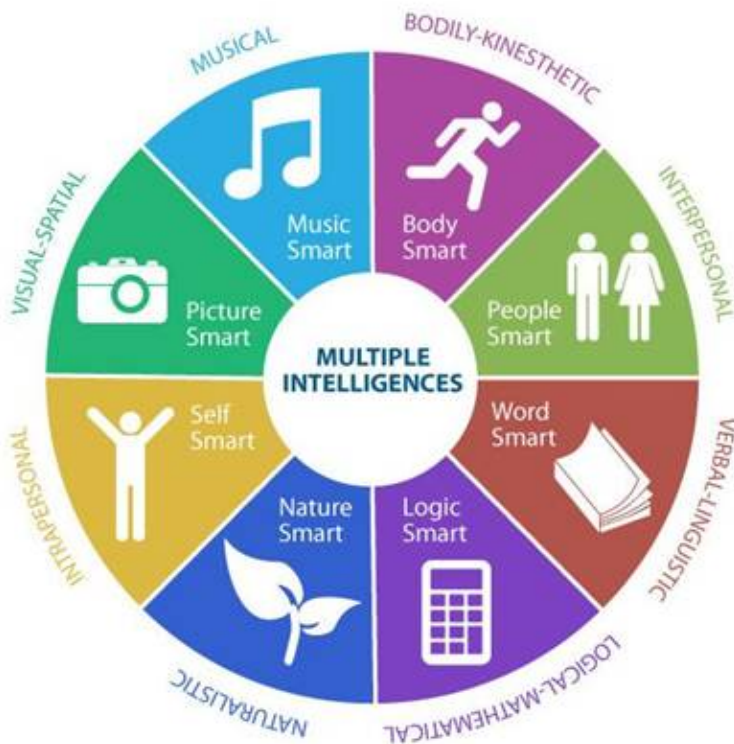 MUSICAL
BODILY-KINESTHETIC
INTERPERSONAL
VERBAL-LINGUISTIC
LOGICAL-MATHEMATICAL
NATURALISTIC
INTRAPERSONAL
VISUAL-SPATIAL
Music
Smart
Body
Smart
People
Smart
Word
Smart
Logic
Smart
Nature
Smart
Self
Smart
Picture
Smart
MULTIPLE
INTELLIGENCES